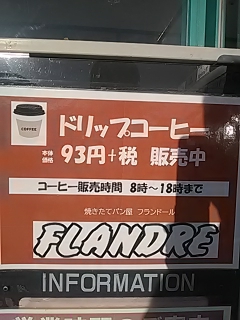 ドリップコーヒー
本体価格 93円+税 販売中
コーヒー販売時間 8時～18時まで
焼きたてパン屋 フランドール
FLANDRE
INFORMATION